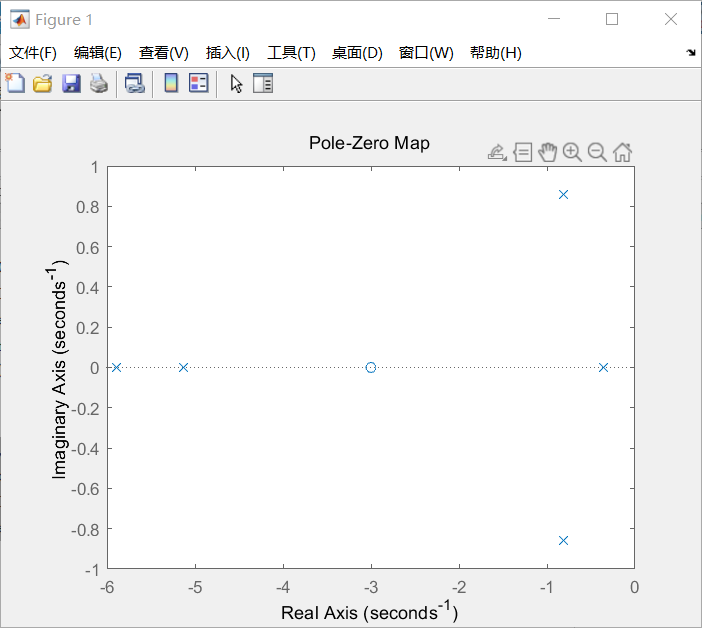 Figure 1
文件(F) 编辑(E) 查看(V) 插入(I) 工具(T) 桌面(D) 窗口(W) 帮助(H)
Pole-Zero Map
1
0.8
0.6
0.4
0.2
0
-0.2
-0.4
-0.6
-0.8
-1
Imaginary Axis (seconds-1)
-6 -5 -4 -3 -2 -1 0
Real Axis (seconds-1)